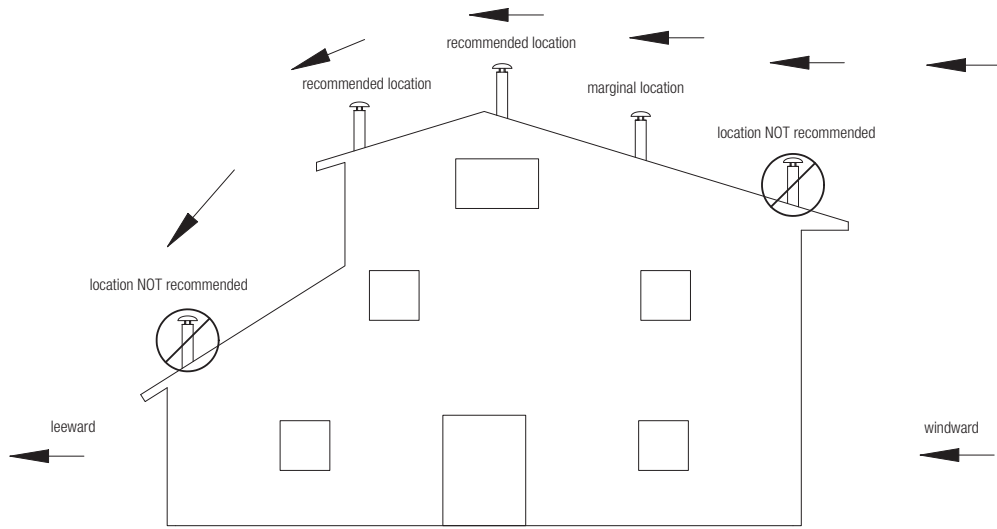 recommended location
recommended location
marginal location
location NOT recommended
location NOT recommended
leeward
windward